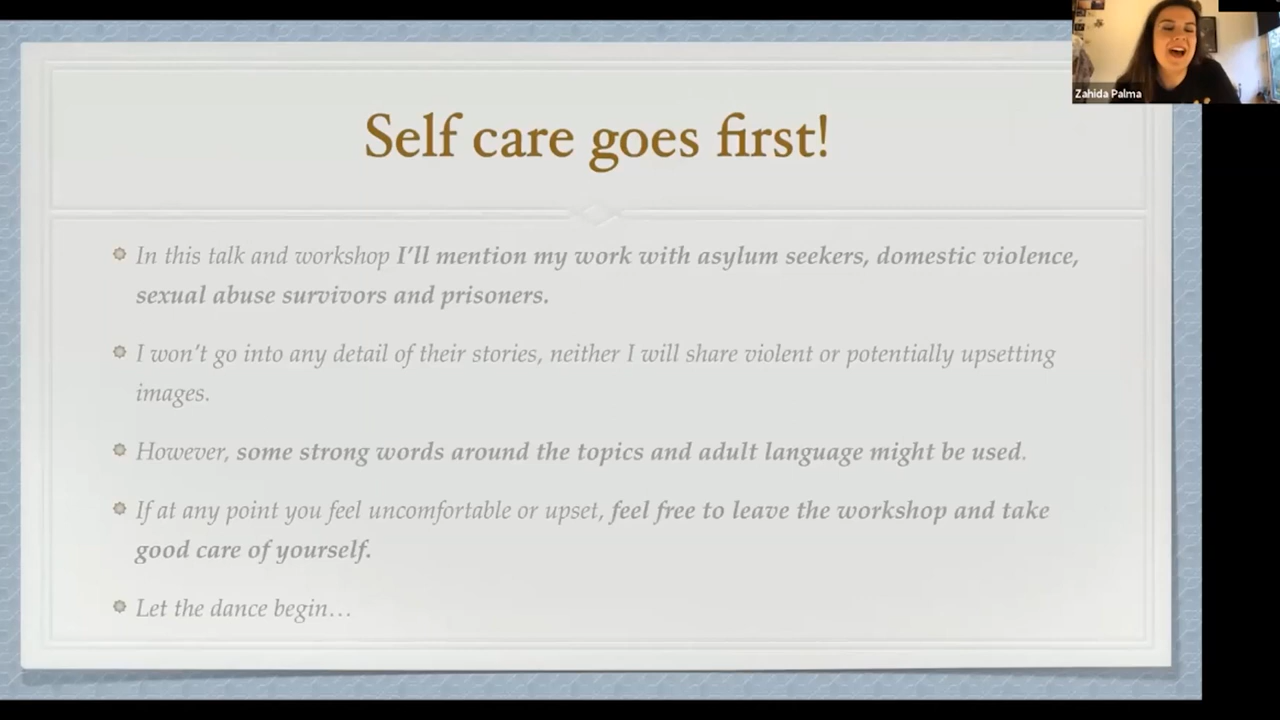 Zahida Palma
Self care goes first!
In this talk and workshop I'll mention my work with asylum seekers, domestic violence,
sexual abuse survivors and prisoners.
I won't go into any detail of their stories, neither I will share violent or potentially upsetting
images.
However, some strong words around the topics and adult language might be used.
If at any point you feel uncomfortable or upset, feel free to leave the workshop and take
good care of yourself.
Let the dance begin…